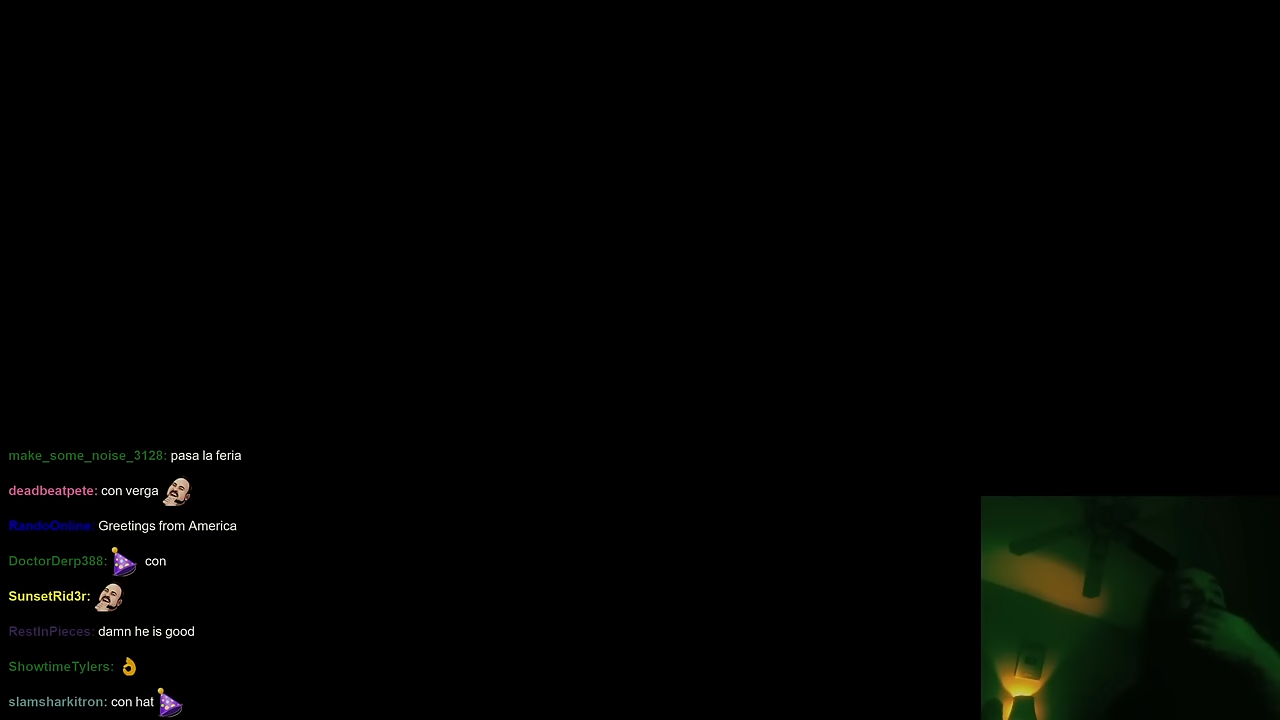 make_some_noise_3128: pasa la feria
deadbeatpete: con verga
RandoOnline: Greetings from America
DoctorDerp388: con
SunsetRid3r:
RestInPieces: damn he is good
ShowtimeTylers: 👌
slamsharkitron: con hat